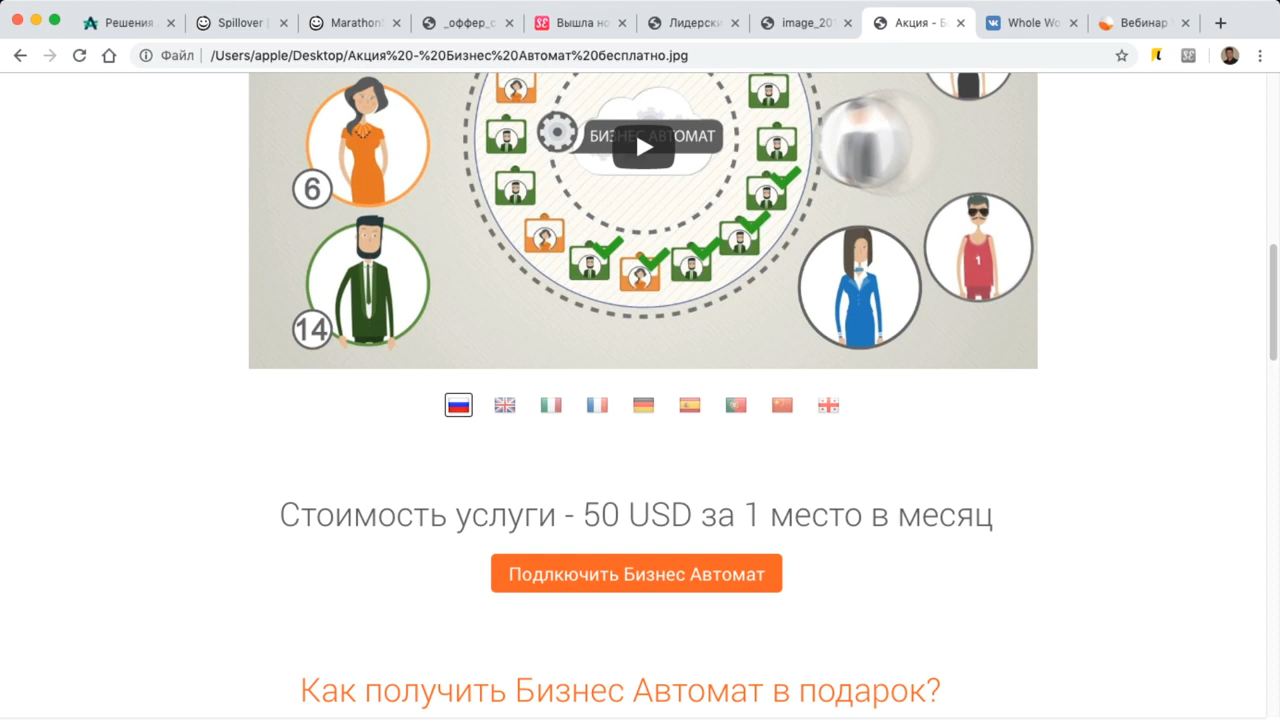 Решения
Spillover |
Marathon
_оффер_с
Вышла но
Лидерски
image_20
Акция - Б
Whole Wo
Вебинар
Файл | /Users/apple/Desktop/Акция%20-%20Бизнес%20Автомат%20бесплатно.jpg
БИЗНЕС АВТОМАТ
6
1
14
Стоимость услуги - 50 USD за 1 место в месяц
Подлкючить Бизнес Автомат
Как получить Бизнес Автомат в подарок?